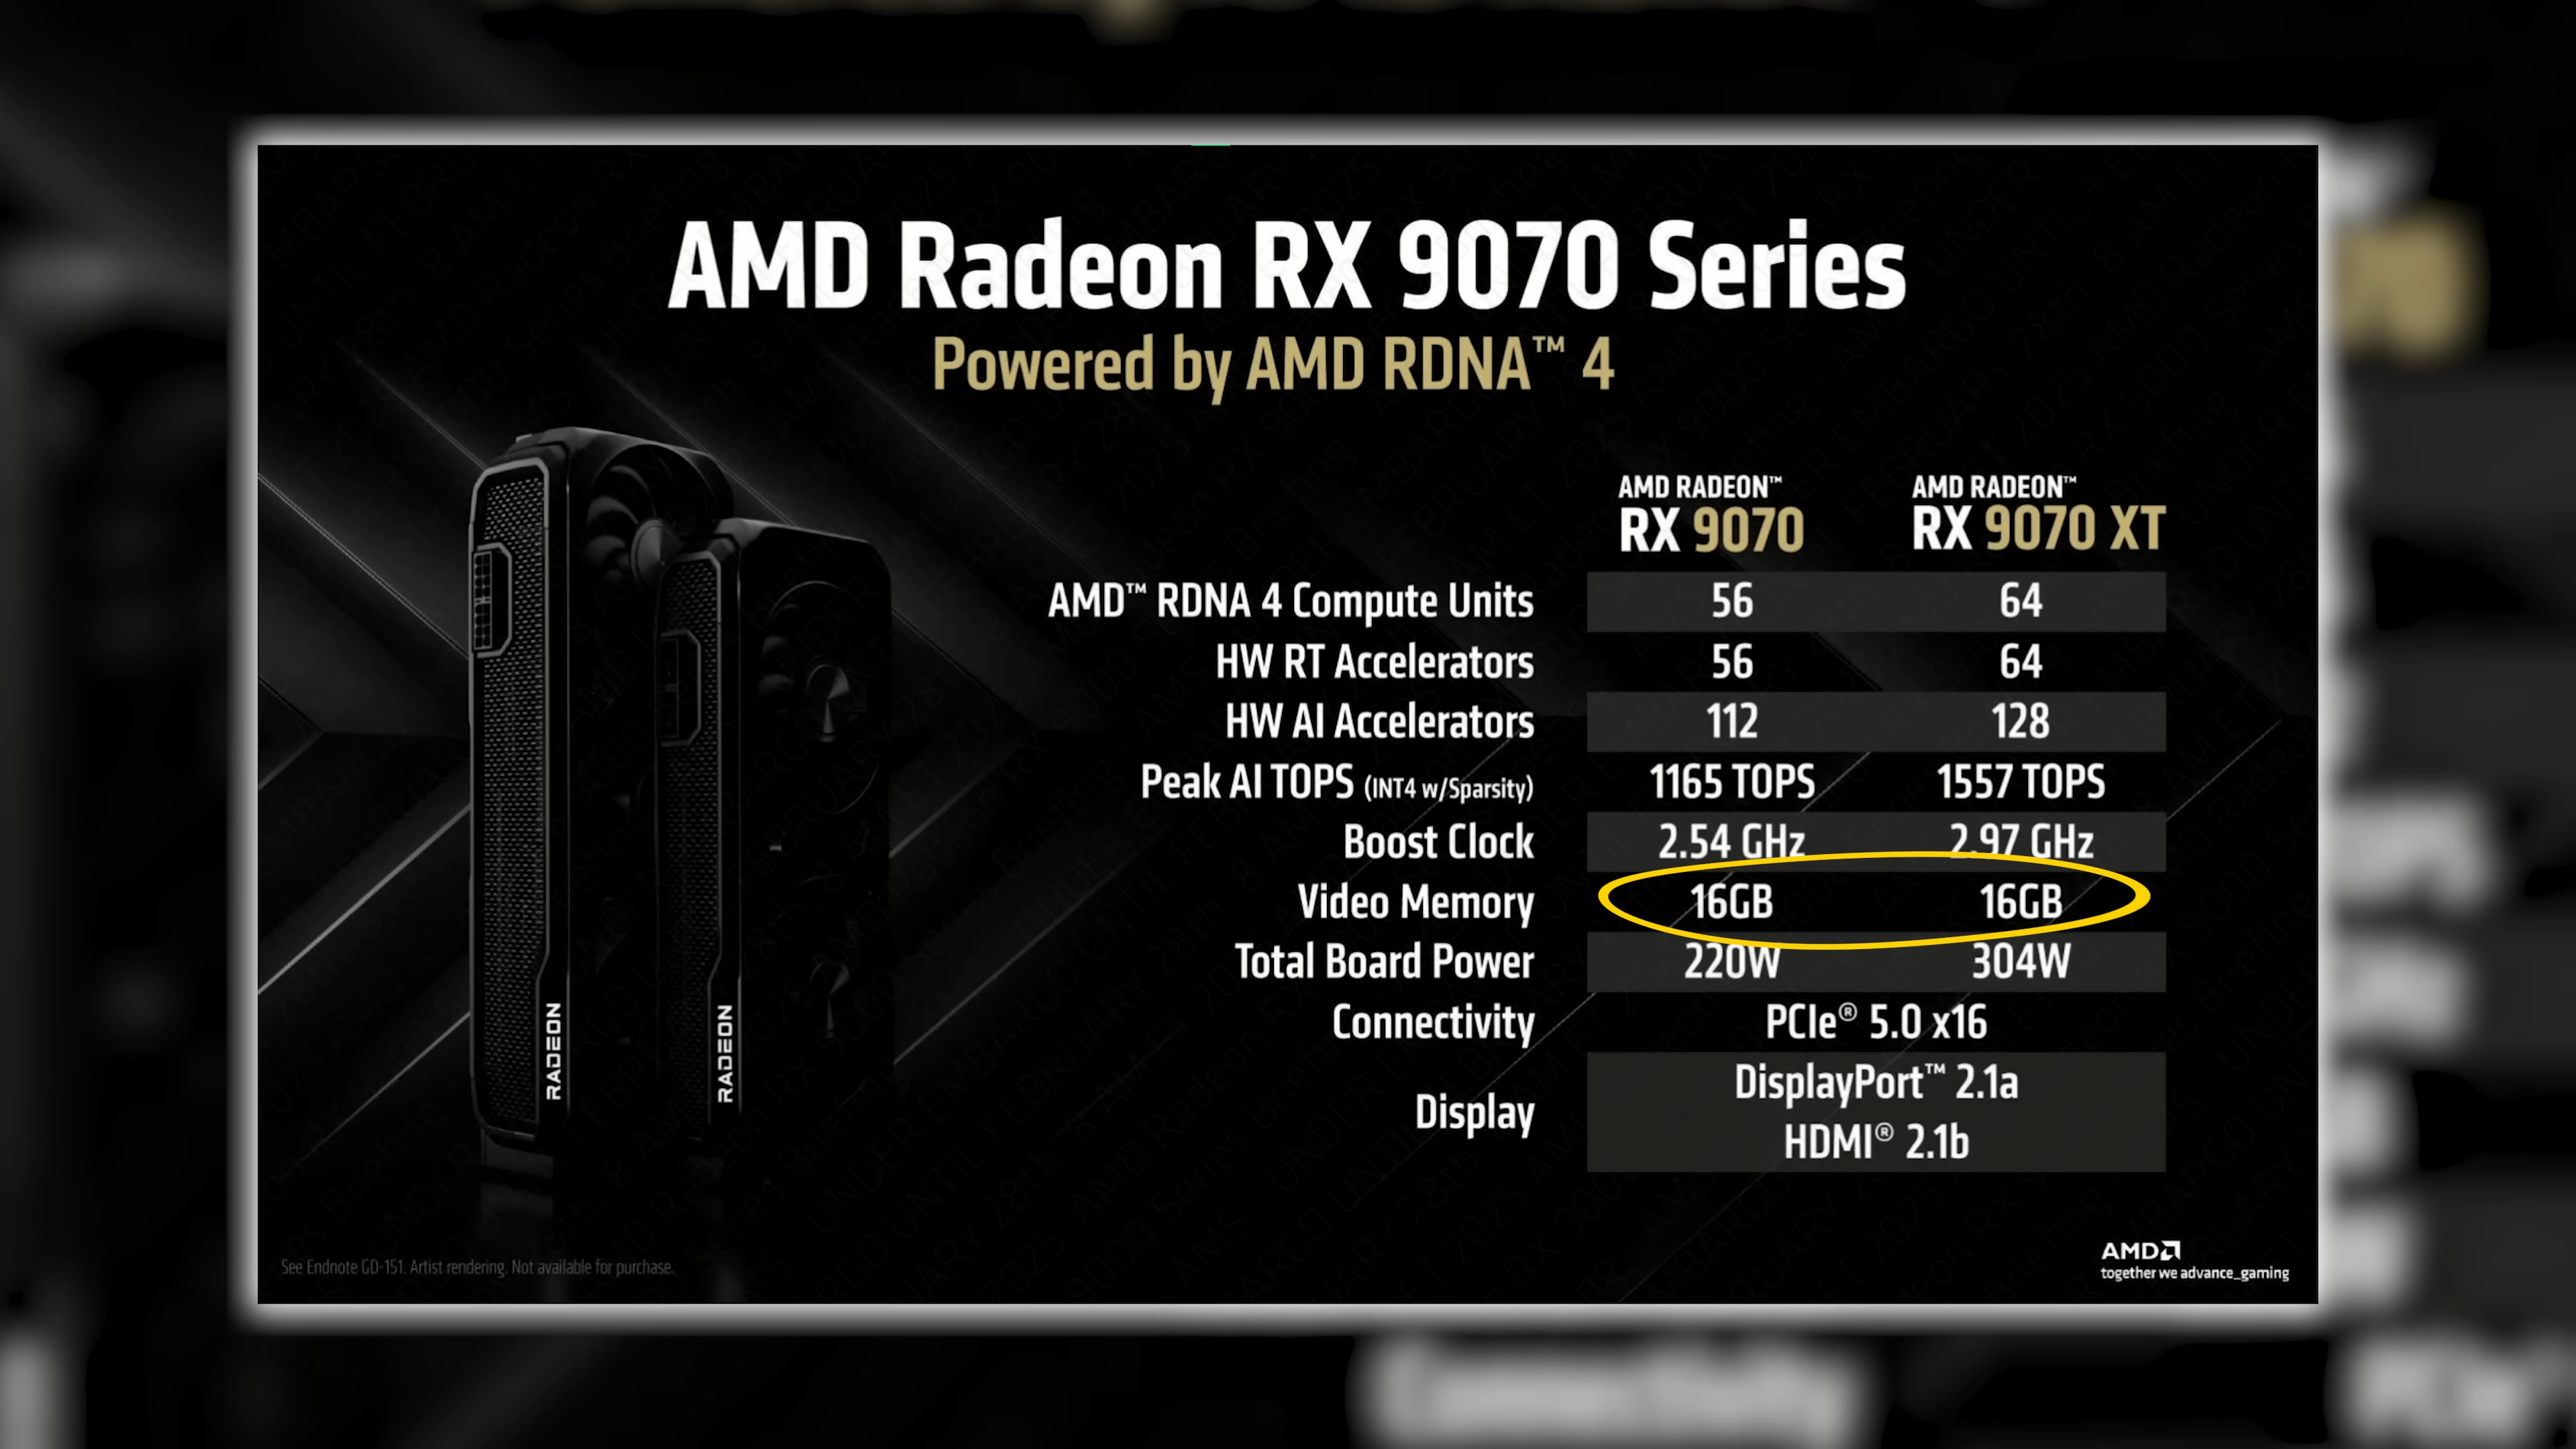 AMD Radeon RX 9070 Series
Powered by AMD RDNA™ 4
AMD RADEON™ AMD RADEON™
RX 9070 RX 9070 XT
AMD™ RDNA 4 Compute Units 56 64
HW RT Accelerators 56 64
HW AI Accelerators 112 128
Peak AI TOPS (INT4 w/Sparsity) 1165 TOPS 1557 TOPS
Boost Clock 2.54 GHz 2.97 GHz
Video Memory 16GB 16GB
Total Board Power 220W 304W
Connectivity PCIe® 5.0 x16
Display DisplayPort™ 2.1a
HDMI® 2.1b
RADEON
RADEON
See Endnote GD-151. Artist rendering. Not available for purchase.
AMD
together we advance_gaming
Connectivity